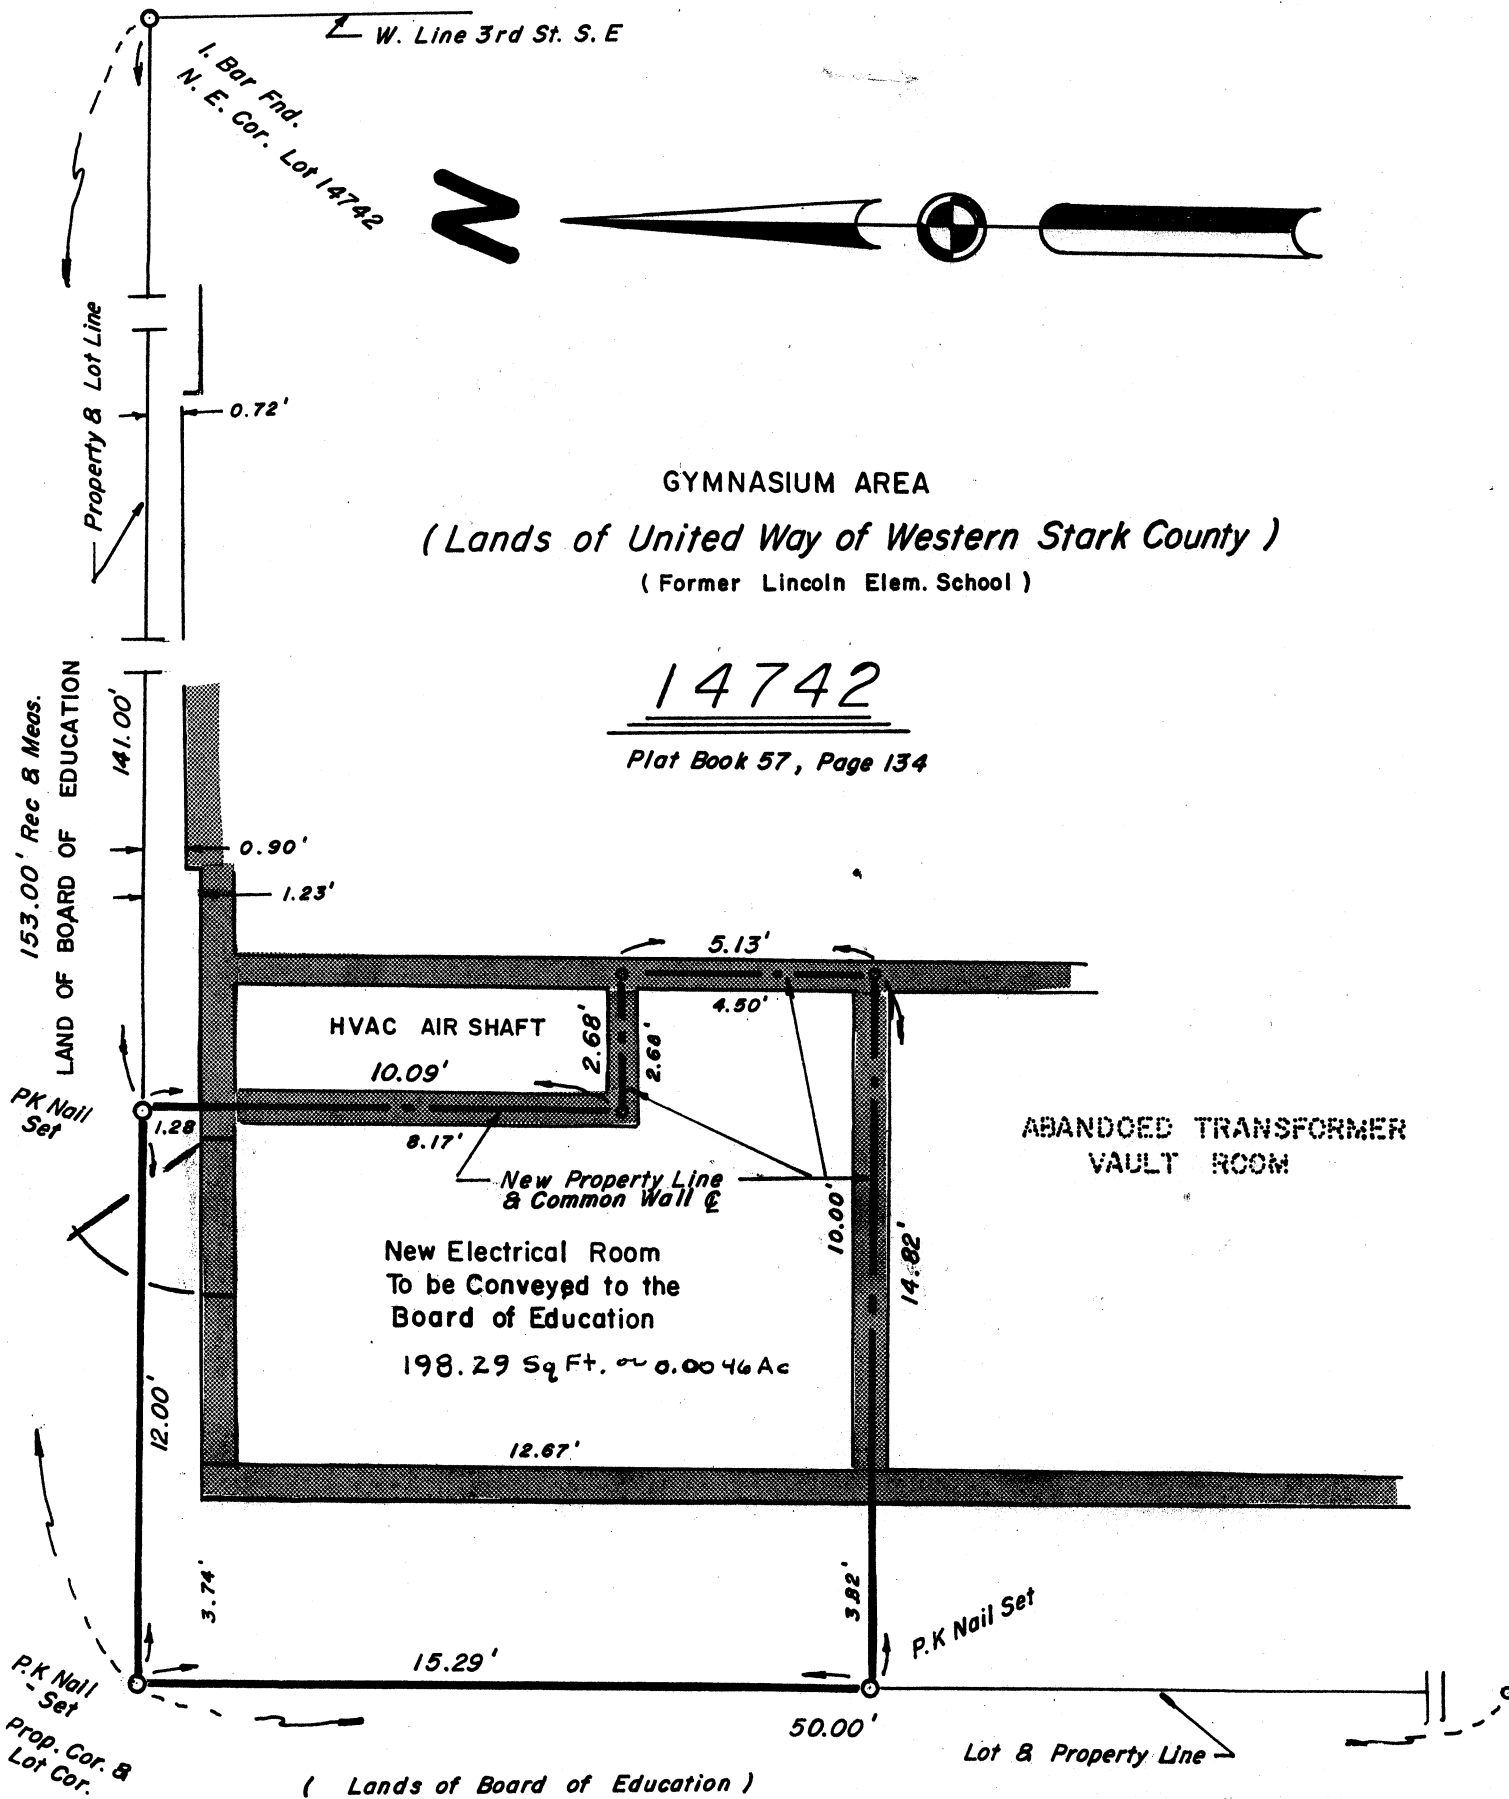 W. Line 3rd St. S. E
I. Bar Fnd.
N. E. Cor. Lot 14742
N
Property & Lot Line
0.72'
GYMNASIUM AREA
(Lands of United Way of Western Stark County)
(Former Lincoln Elem. School)
14742
Plat Book 57, Page 134
153.00' Rec & Meas.
LAND OF BOARD OF EDUCATION
141.00'
0.90'
1.23'
5.13'
4.50'
HVAC AIR SHAFT
2.68'
2.68'
10.09'
PK Nail
Set
1.28
8.17'
ABANDOED TRANSFORMER
VAULT ROOM
New Property Line
& Common Wall ℄
10.00'
14.82'
New Electrical Room
To be Conveyed to the
Board of Education
198.29 Sq Ft. ~ 0.0046 Ac
12.00'
12.67'
3.74'
3.82'
P.K Nail Set
15.29'
P.K Nail
- Set
Prop. Cor. &
Lot Cor.
50.00'
Lot & Property Line
( Lands of Board of Education )